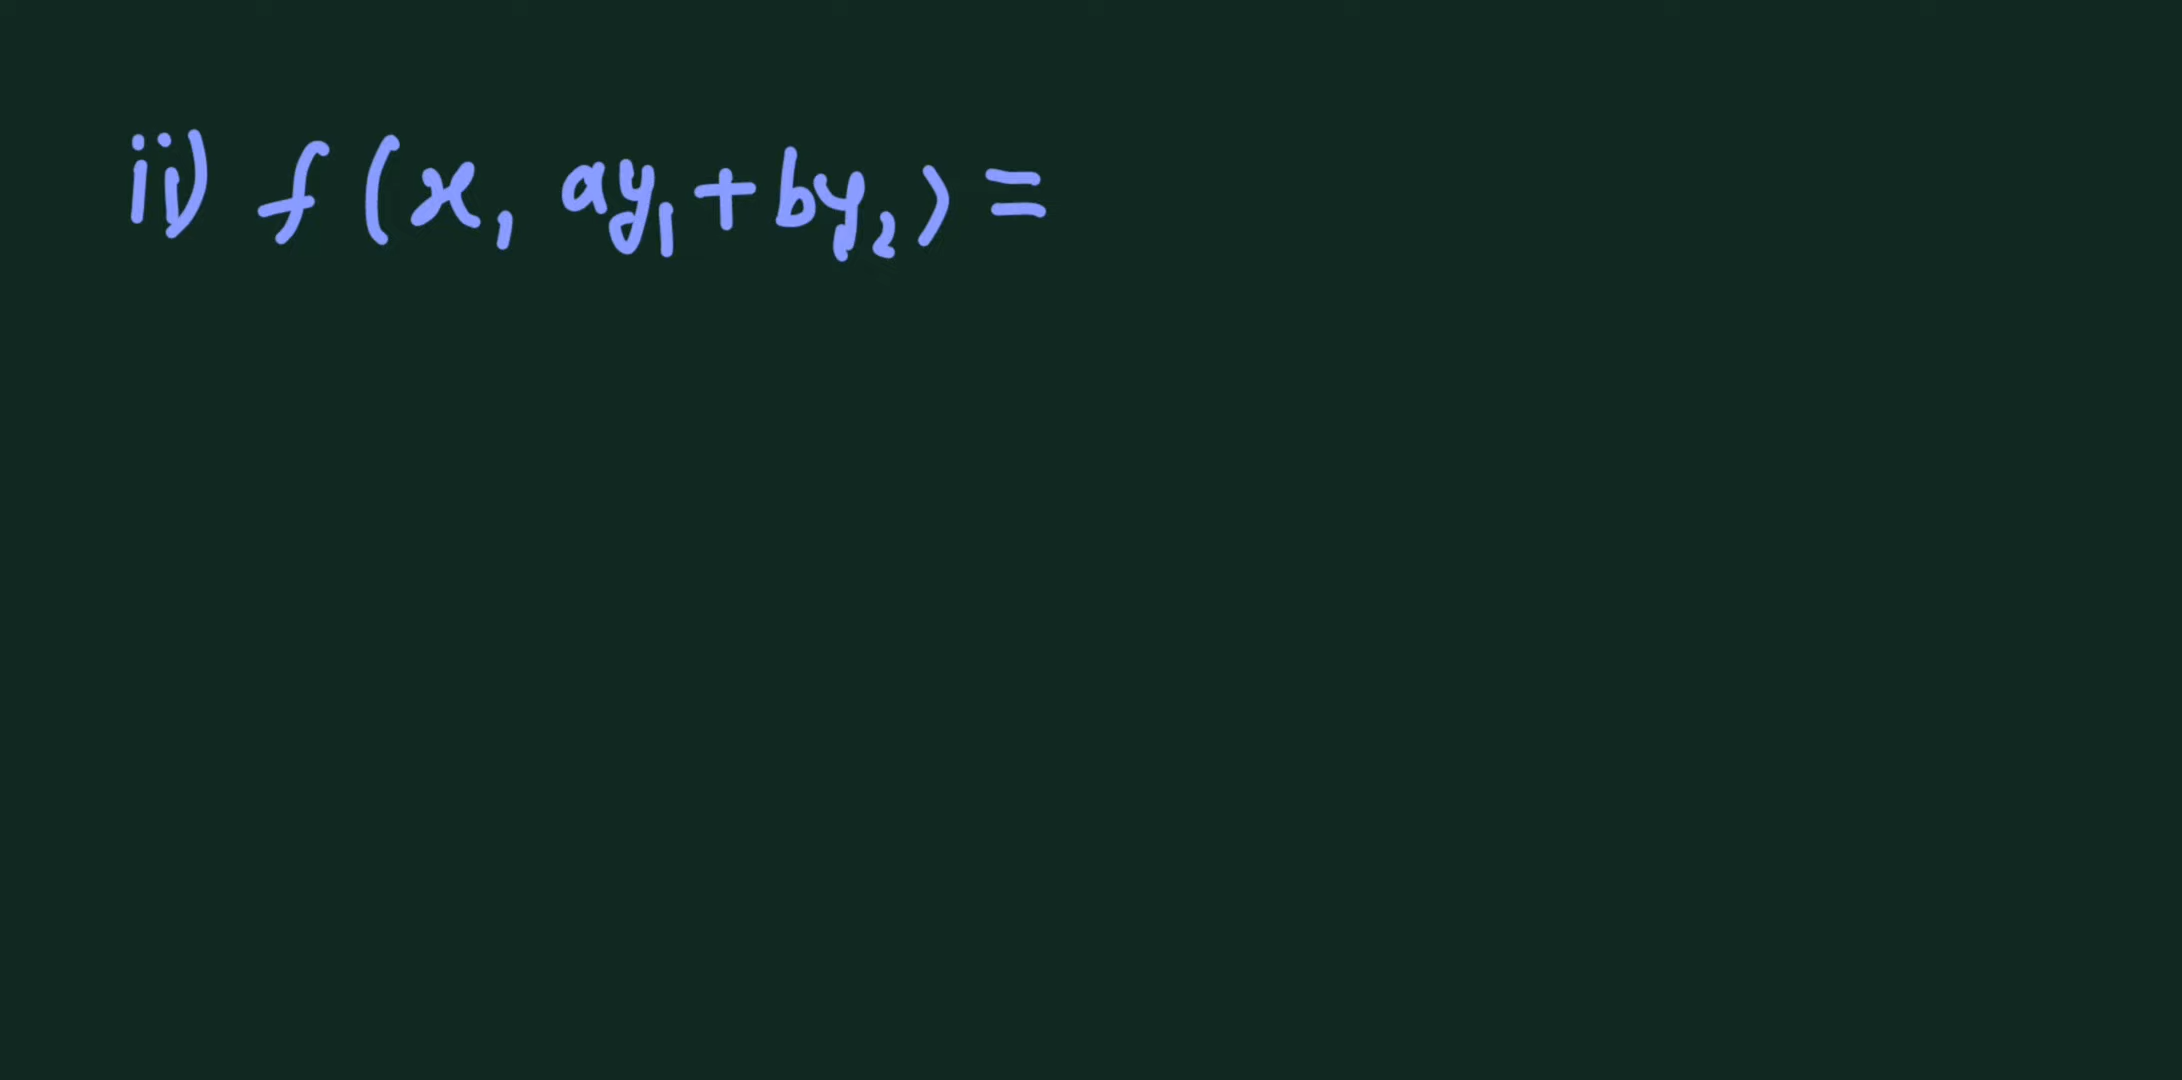 ii) f(x, ay₁+by₂) =